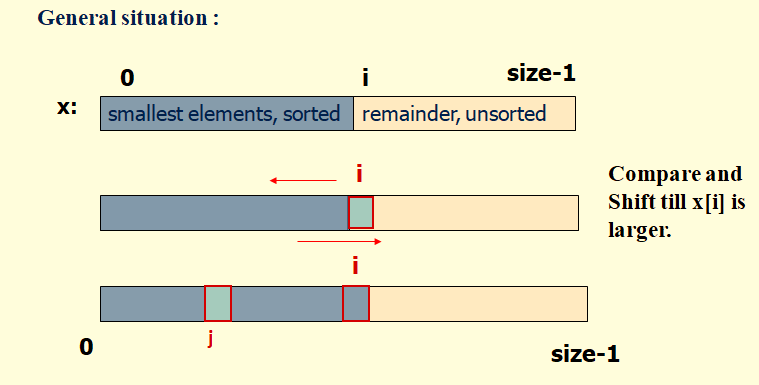 General situation :
0 i size-1
x: smallest elements, sorted remainder, unsorted
i
Compare and
Shift till x[i] is
larger.
i
j
0 size-1